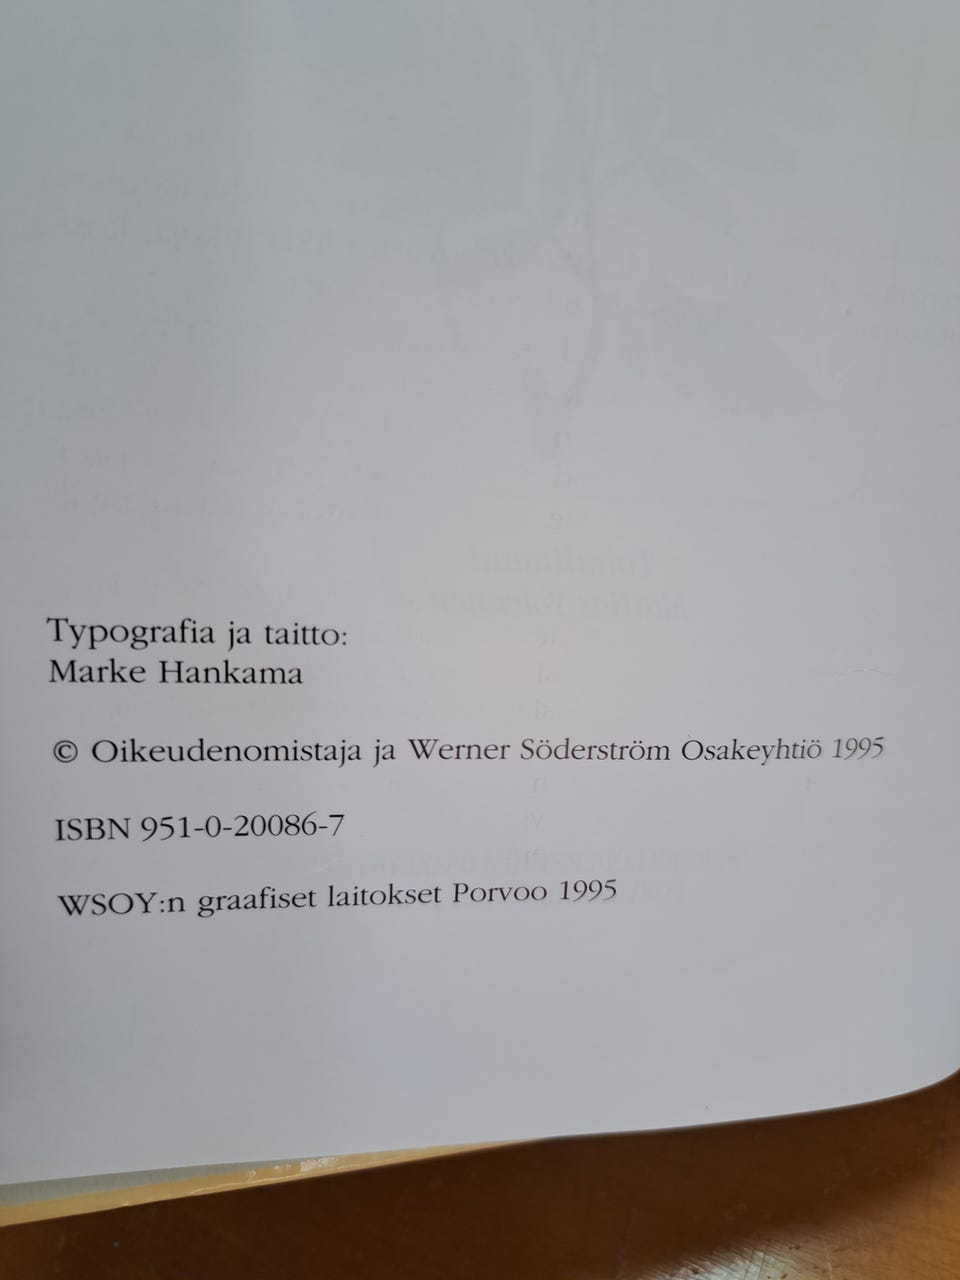 Typografia ja taitto:
Marke Hankama
© Oikeudenomistaja ja Werner Söderström Osakeyhtiö 1995
ISBN 951-0-20086-7
WSOY:n graafiset laitokset Porvoo 1995